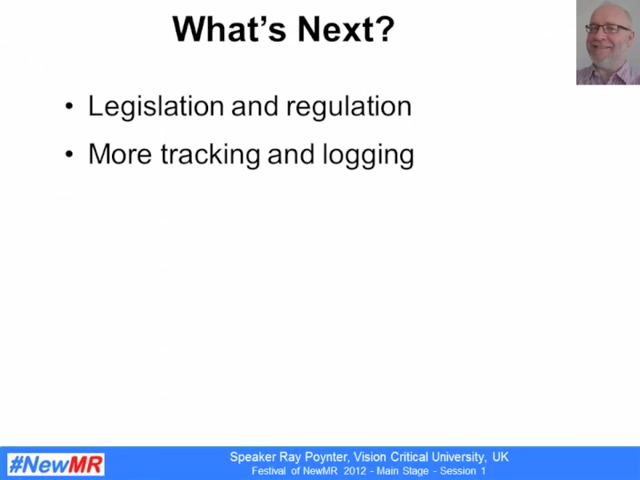 What's Next?
• Legislation and regulation
• More tracking and logging
#NewMR
Speaker Ray Poynter, Vision Critical University, UK
Festival of NewMR 2012 - Main Stage - Session 1